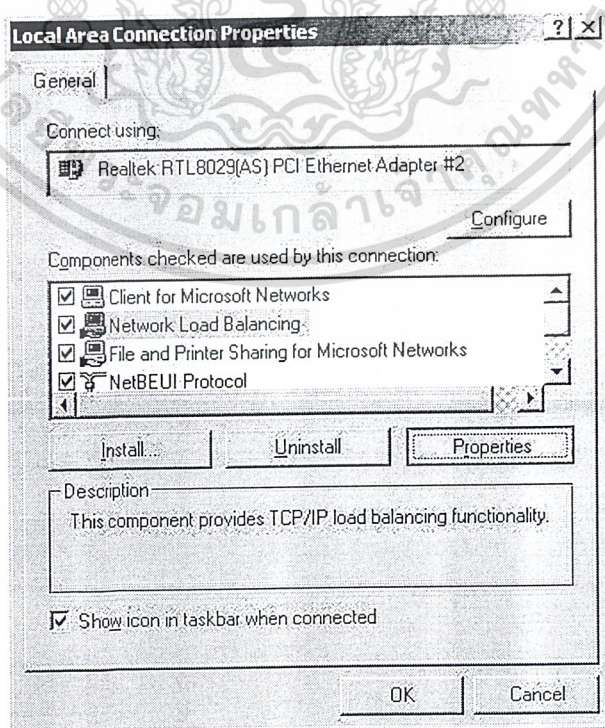 Local Area Connection Properties
General
Connect using:
Realtek RTL8029(AS) PCI Ethernet Adapter #2
Configure
Components checked are used by this connection:
Client for Microsoft Networks
Network Load Balancing
File and Printer Sharing for Microsoft Networks
NetBEUI Protocol
Install...
Uninstall
Properties
Description
This component provides TCP/IP load balancing functionality.
Show icon in taskbar when connected
OK
Cancel